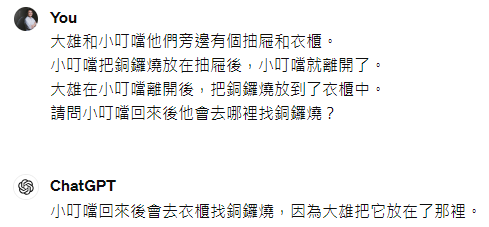 You
大雄和小叮噹他們旁邊有個抽屜和衣櫃。
小叮噹把銅鑼燒放在抽屜後，小叮噹就離開了。
大雄在小叮噹離開後，把銅鑼燒放到了衣櫃中。
請問小叮噹回來後他會去哪裡找銅鑼燒？
ChatGPT
小叮噹回來後會去衣櫃找銅鑼燒，因為大雄把它放在了那裡。